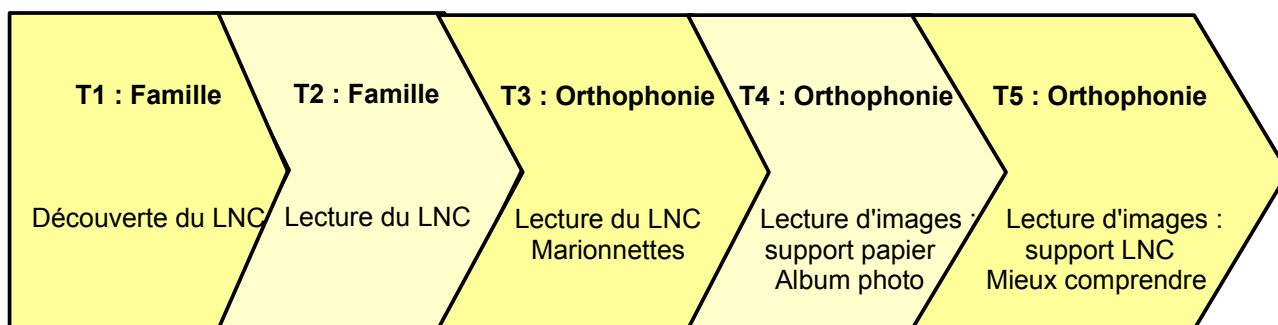 T1 : Famille
Découverte du LNC
T2 : Famille
Lecture du LNC
T3 : Orthophonie
Lecture du LNC
Marionnettes
T4 : Orthophonie
Lecture d'images :
support papier
Album photo
T5 : Orthophonie
Lecture d'images :
support LNC
Mieux comprendre